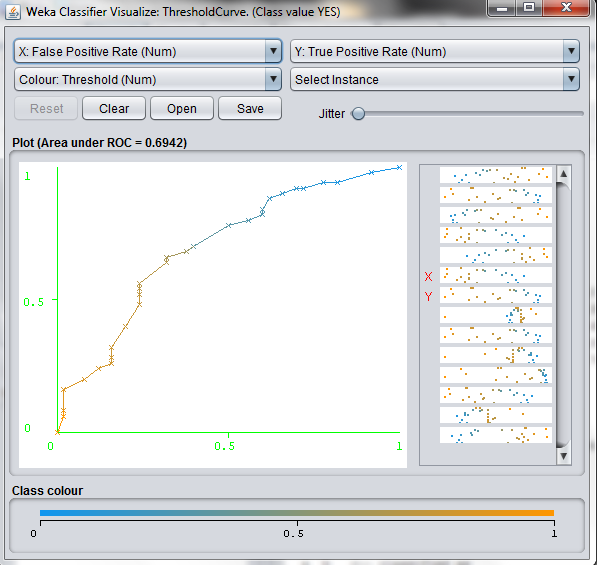 Weka Classifier Visualize: ThresholdCurve. (Class value YES)
X: False Positive Rate (Num)
Y: True Positive Rate (Num)
Colour: Threshold (Num)
Select Instance
Reset
Clear
Open
Save
Jitter
Plot (Area under ROC = 0.6942)
1
0.5
0
0
0.5
1
X
Y
Class colour
0
0.5
1